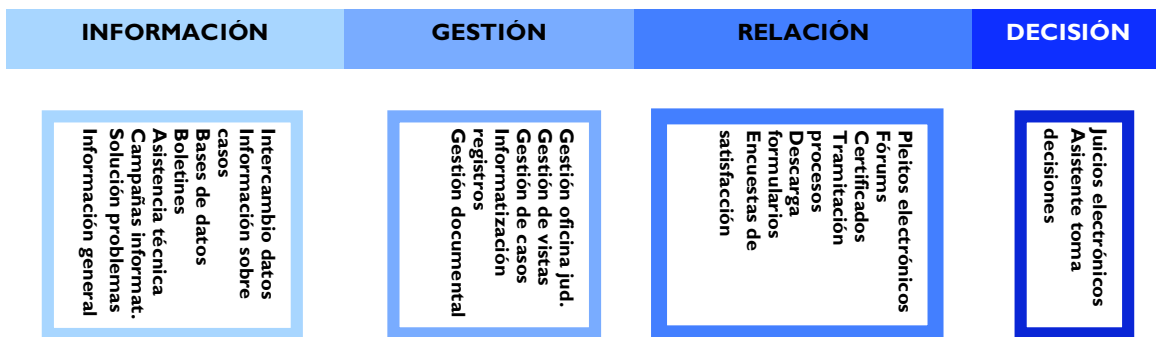 INFORMACIÓN
GESTIÓN
RELACIÓN
DECISIÓN
Intercambio datos
Información sobre
casos
Bases de datos
Boletines
Asistencia técnica
Campañas informat.
Solución problemas
Información general
Gestión oficina jud.
Gestión de vistas
Gestión de casos
Informatización
registros
Gestión documental
Pleitos electrónicos
Fórums
Certificados
Tramitación
procesos
Descarga
formularios
Encuestas de
satisfacción
Juicios electrónicos
Asistente toma
decisiones